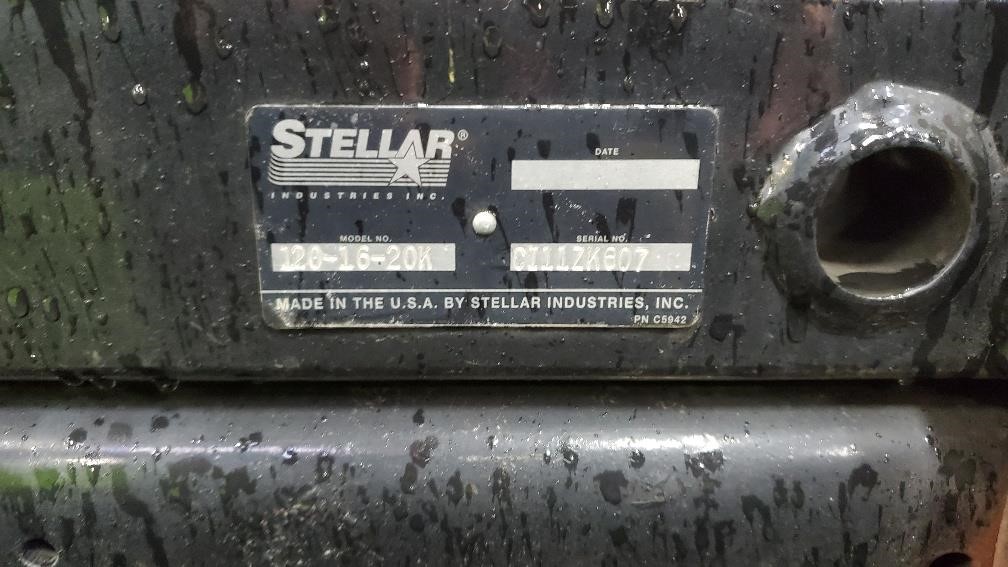 STELLAR®
INDUSTRIES INC.
DATE
MODEL NO.
120-16-20K
SERIAL NO.
CI11ZK607
MADE IN THE U.S.A. BY STELLAR INDUSTRIES, INC.
PN C5942